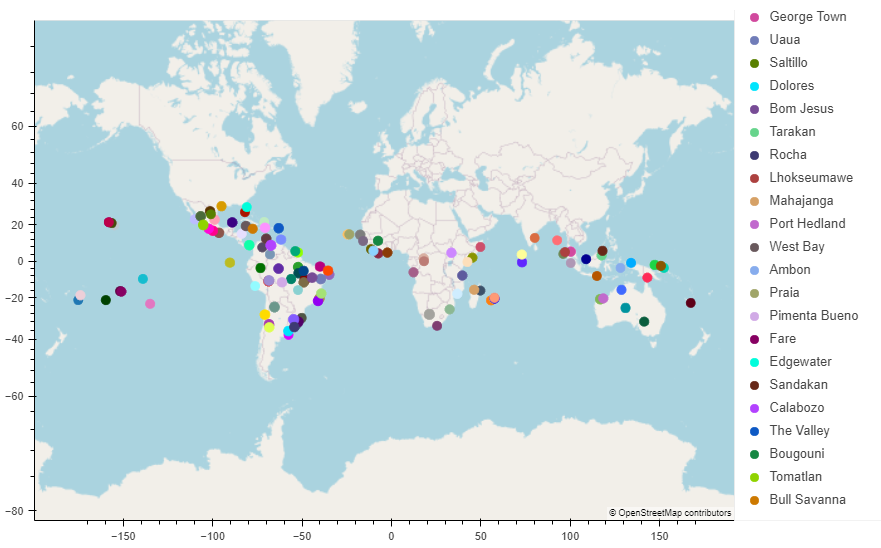 George Town
Uaua
Saltillo
Dolores
Bom Jesus
Tarakan
Rocha
Lhokseumawe
Mahajanga
Port Hedland
West Bay
Ambon
Praia
Pimenta Bueno
Fare
Edgewater
Sandakan
Calabozo
The Valley
Bougouni
Tomatlan
Bull Savanna
60
40
20
0
−20
−40
−60
−80
© OpenStreetMap contributors
−150 −100 −50 0 50 100 150